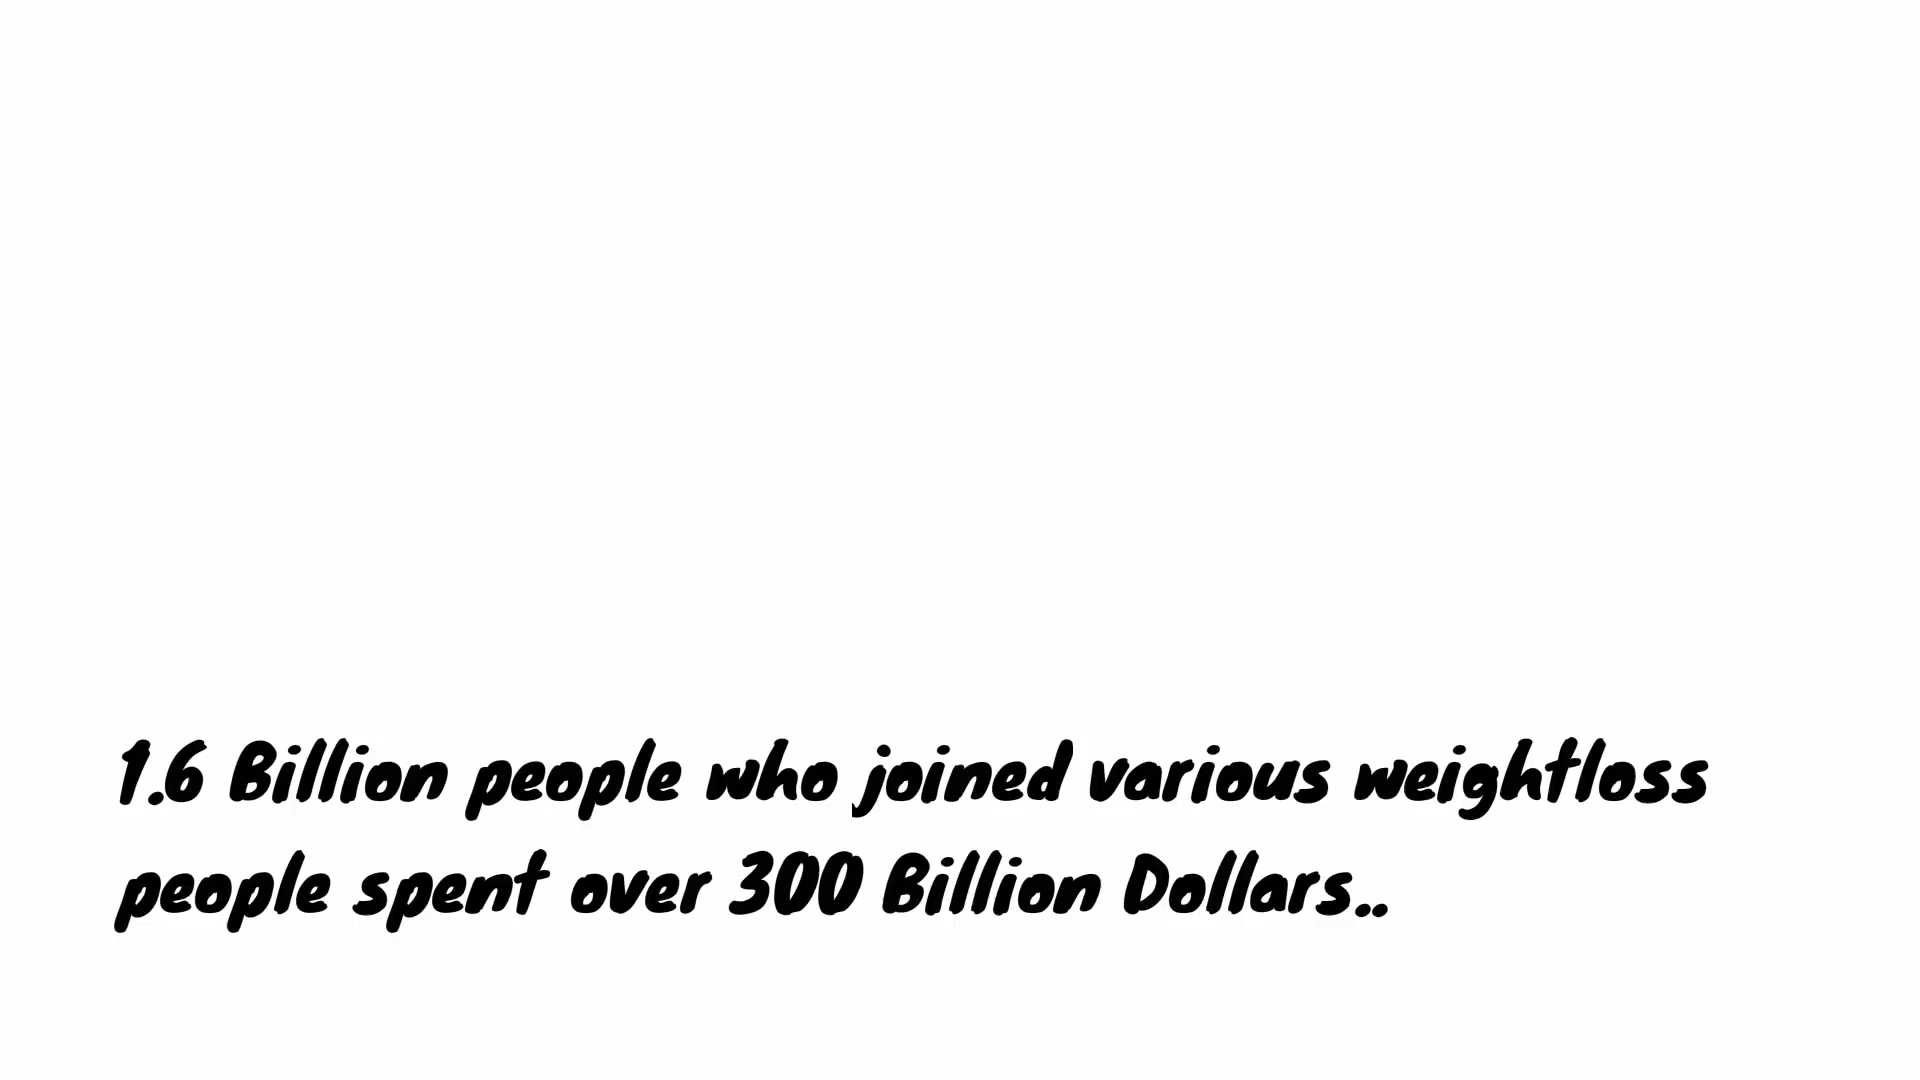 1.6 Billion people who joined various weightloss
people spent over 300 Billion Dollars..